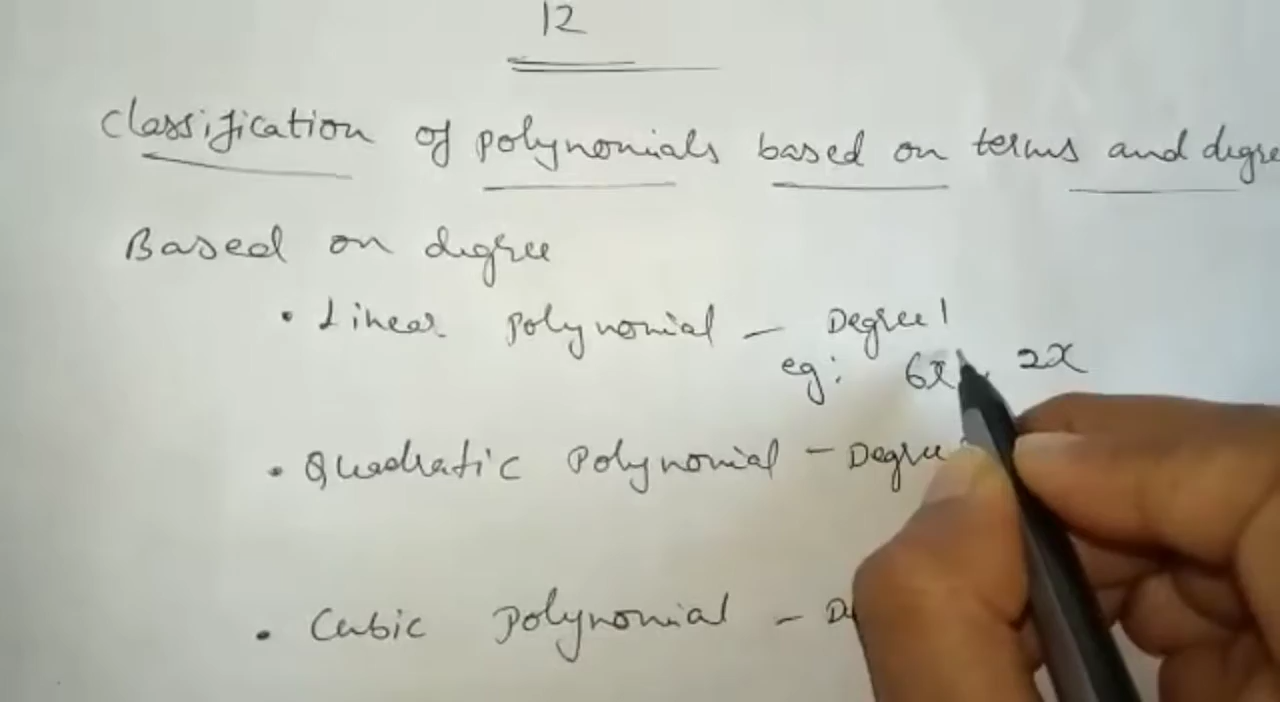 12
Classification of polynomials based on terms and degre
Based on degree
• Linear polynomial – Degree 1
eg: 6x, 2x
• Quadratic polynomial – Degree
• Cubic polynomial – D